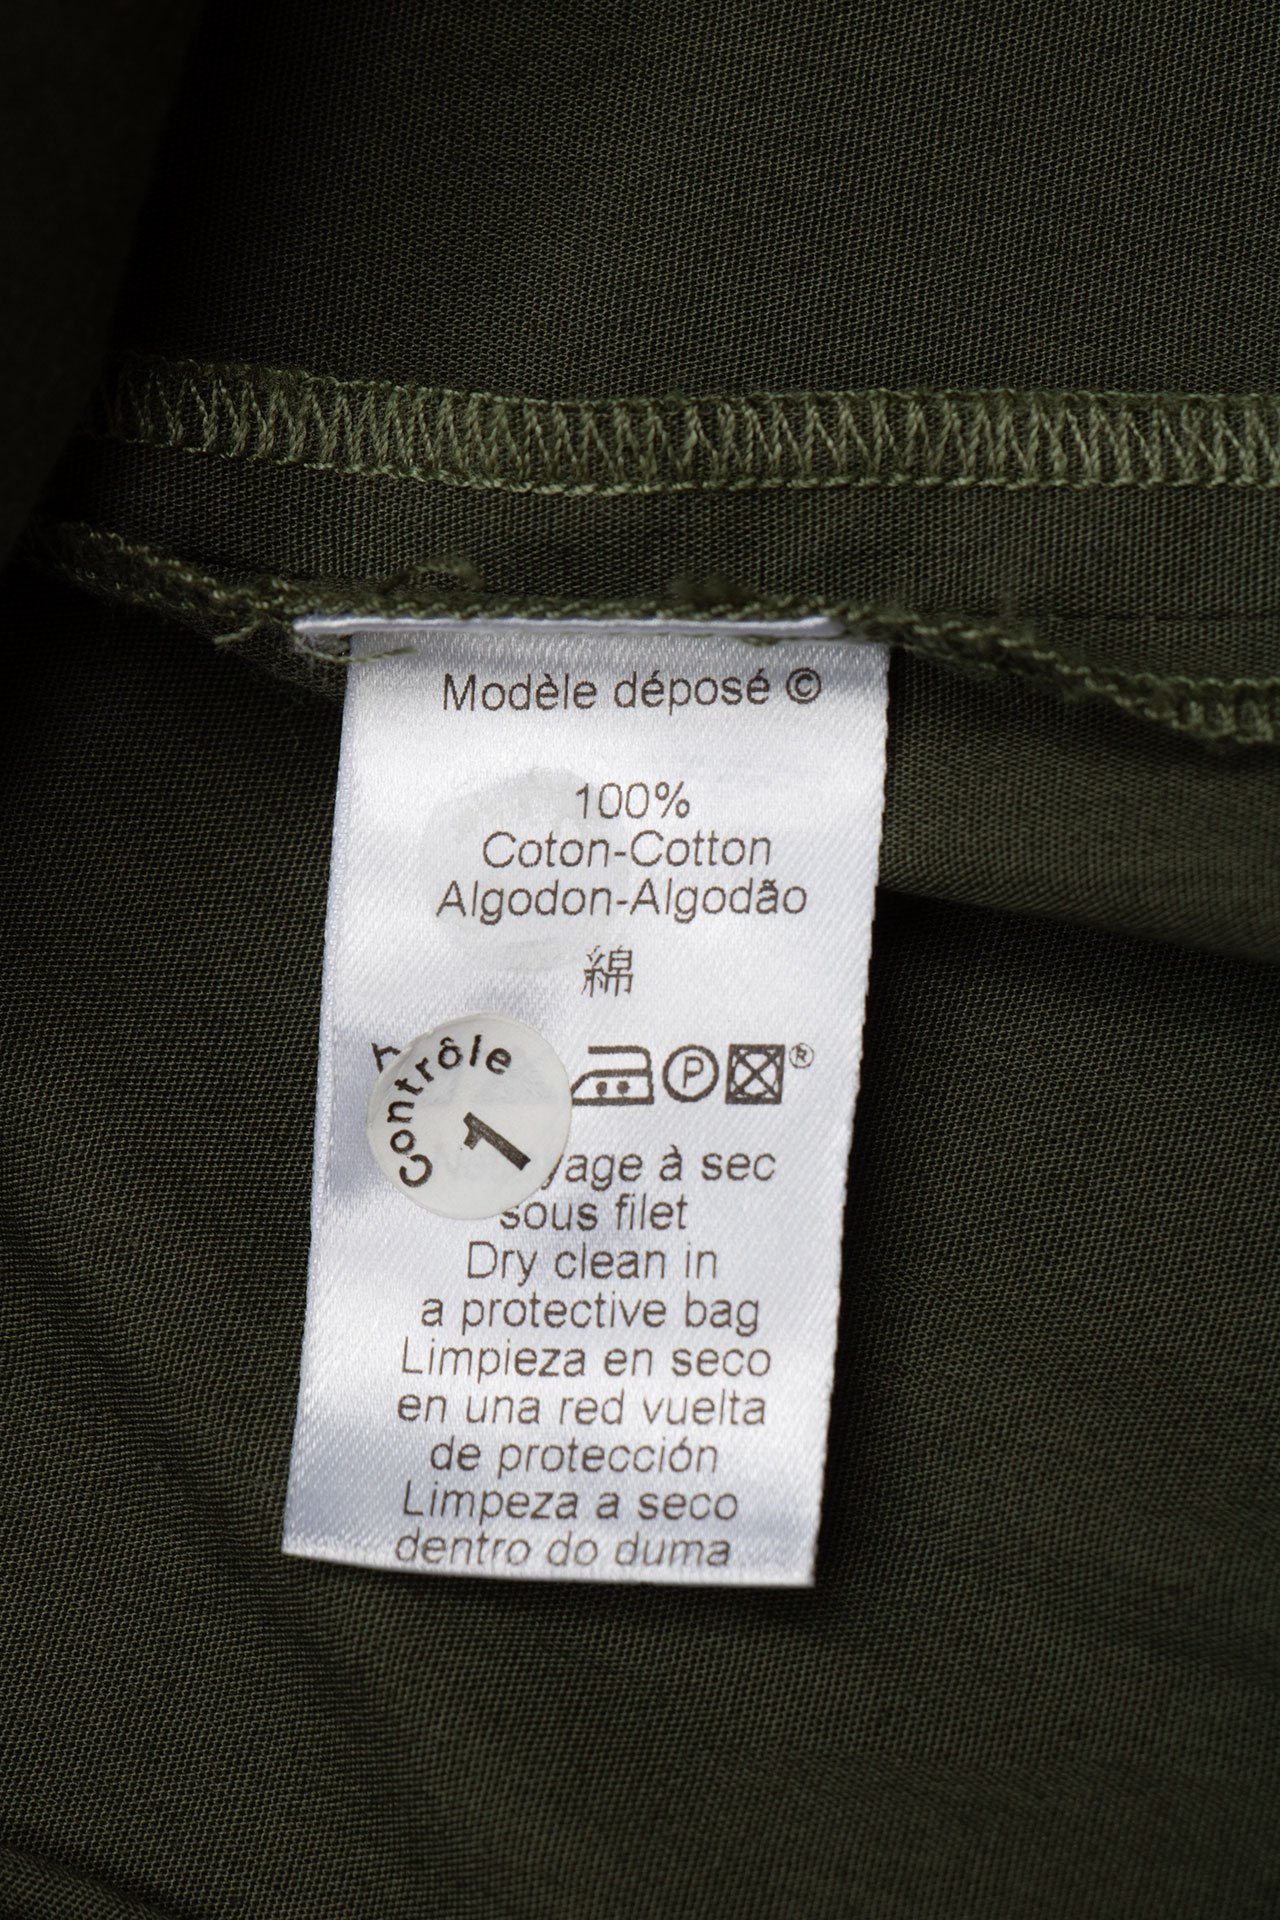 Modèle déposé ©
100%
Coton-Cotton
Algodon-Algodão
綿
Contrôle
1
P
®
à sec
sous filet
Dry clean in
a protective bag
Limpieza en seco
en una red vuelta
de protección
Limpeza a seco
dentro do duma